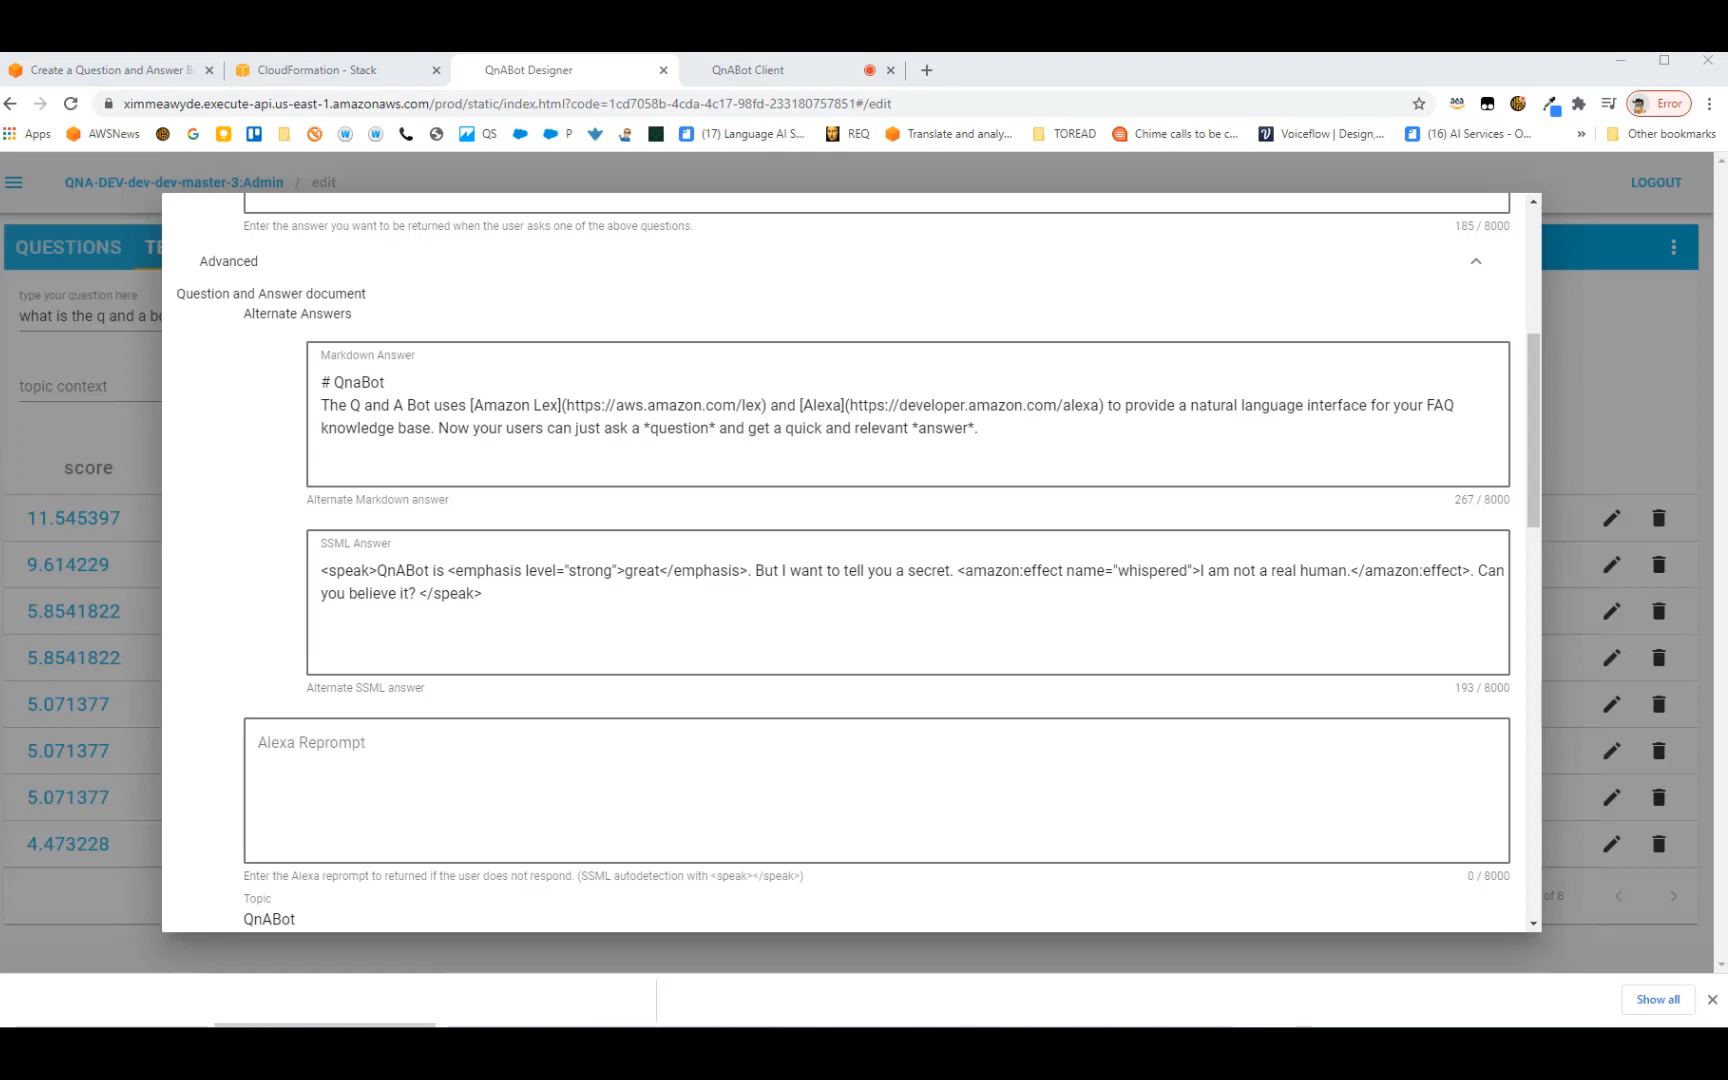 Create a Question and Answer B
CloudFormation - Stack
QnABot Designer
QnABot Client
ximmeawyde.execute-api.us-east-1.amazonaws.com/prod/static/index.html?code=1cd7058b-4cda-4c17-98fd-233180757851#/edit
Error
Apps
AWSNews
QS
P
(17) Language AI S...
REQ
Translate and analy...
TOREAD
Chime calls to be c...
Voiceflow | Design,...
(16) AI Services - O...
»
Other bookmarks
QNA-DEV-dev-dev-master-3:Admin / edit
LOGOUT
Enter the answer you want to be returned when the user asks one of the above questions.
185 / 8000
QUESTIONS
TE
Advanced
type your question here
what is the q and a bo
Question and Answer document
Alternate Answers
topic context
Markdown Answer
# QnaBot
The Q and A Bot uses [Amazon Lex](https://aws.amazon.com/lex) and [Alexa](https://developer.amazon.com/alexa) to provide a natural language interface for your FAQ
knowledge base. Now your users can just ask a *question* and get a quick and relevant *answer*.
Alternate Markdown answer
267 / 8000
SSML Answer
<speak>QnABot is <emphasis level="strong">great</emphasis>. But I want to tell you a secret. <amazon:effect name="whispered">I am not a real human.</amazon:effect>. Can
you believe it? </speak>
Alternate SSML answer
193 / 8000
score
11.545397
9.614229
5.8541822
5.8541822
5.071377
5.071377
5.071377
4.473228
Alexa Reprompt
Enter the Alexa reprompt to returned if the user does not respond. (SSML autodetection with <speak></speak>)
0 / 8000
Topic
QnABot
of 8
Show all